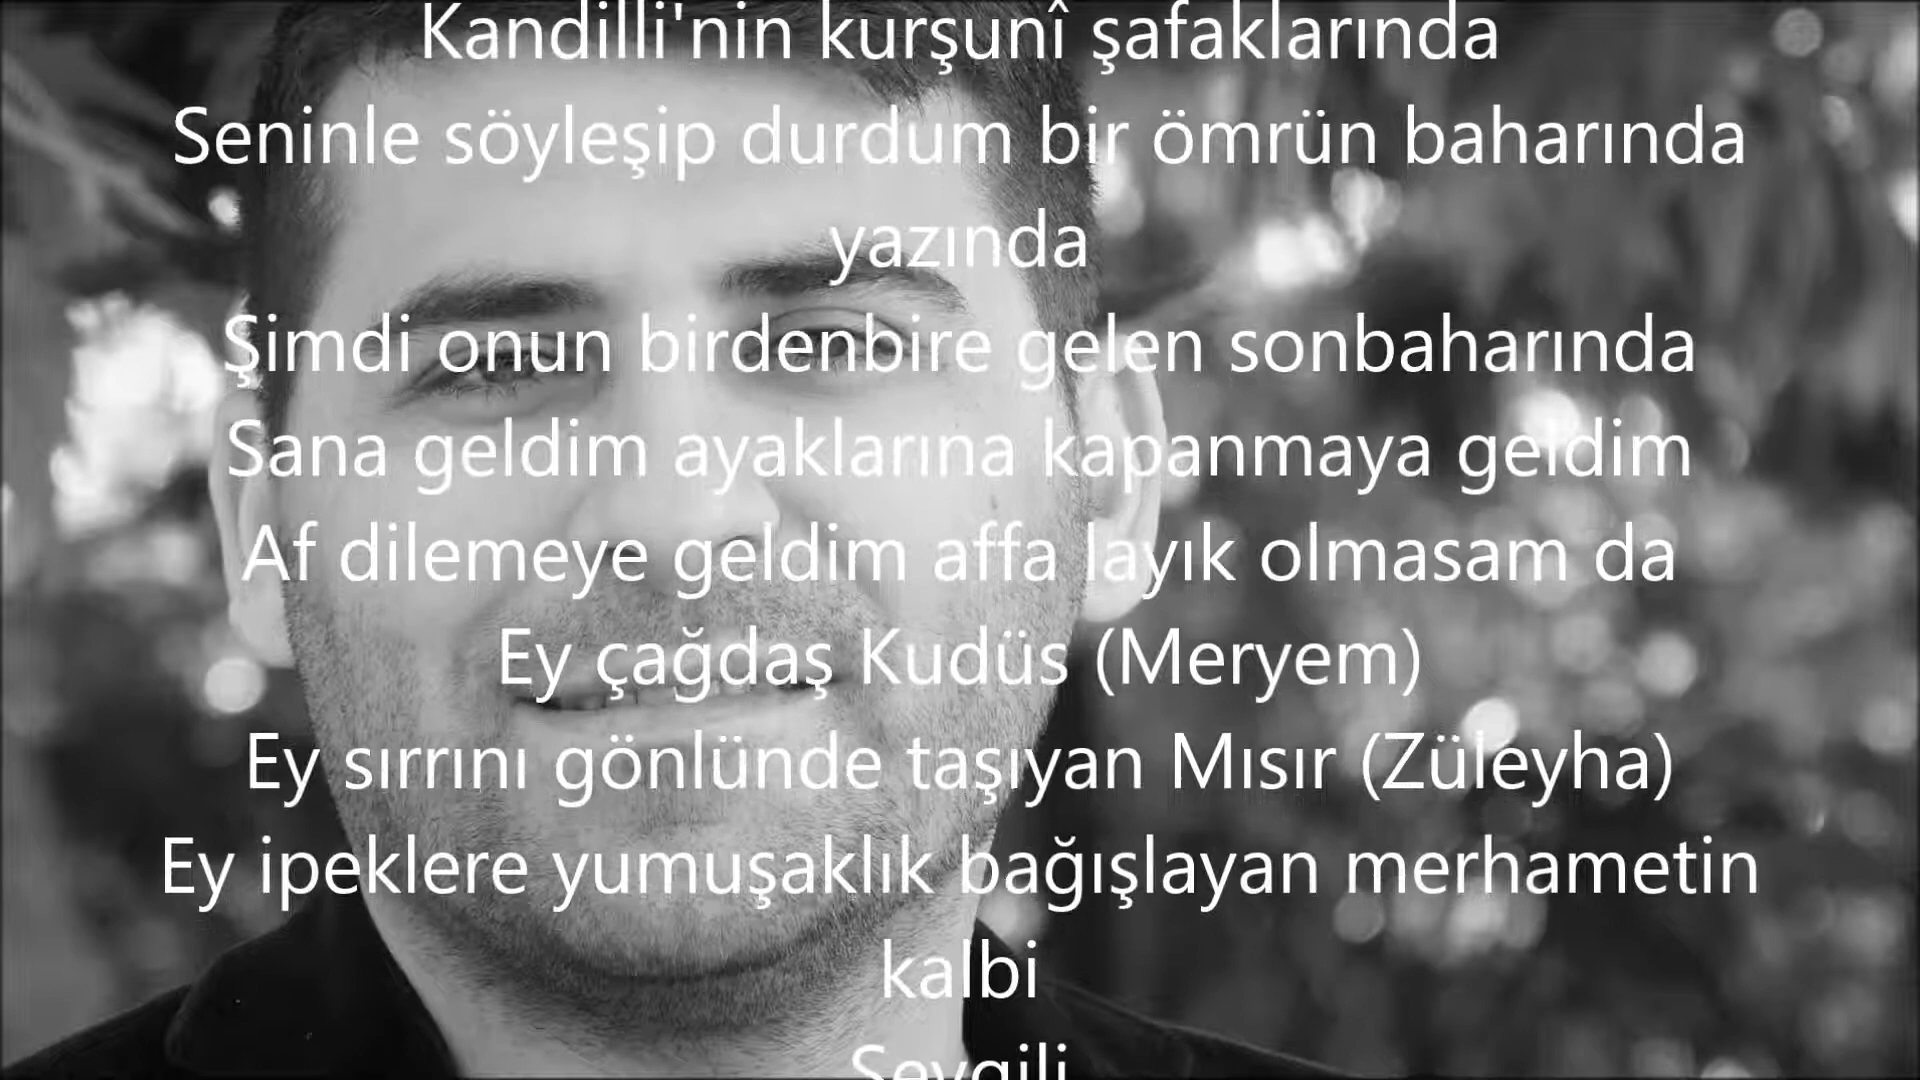 Kandilli'nin kurşunî şafaklarında
Seninle söyleşip durdum bir ömrün baharında
yazında
Şimdi onun birdenbire gelen sonbaharında
Sana geldim ayaklarına kapanmaya geldim
Af dilemeye geldim affa layık olmasam da
Ey çağdaş Kudüs (Meryem)
Ey sırrını gönlünde taşıyan Mısır (Züleyha)
Ey ipeklere yumuşaklık bağışlayan merhametin
kalbi
Sevgili